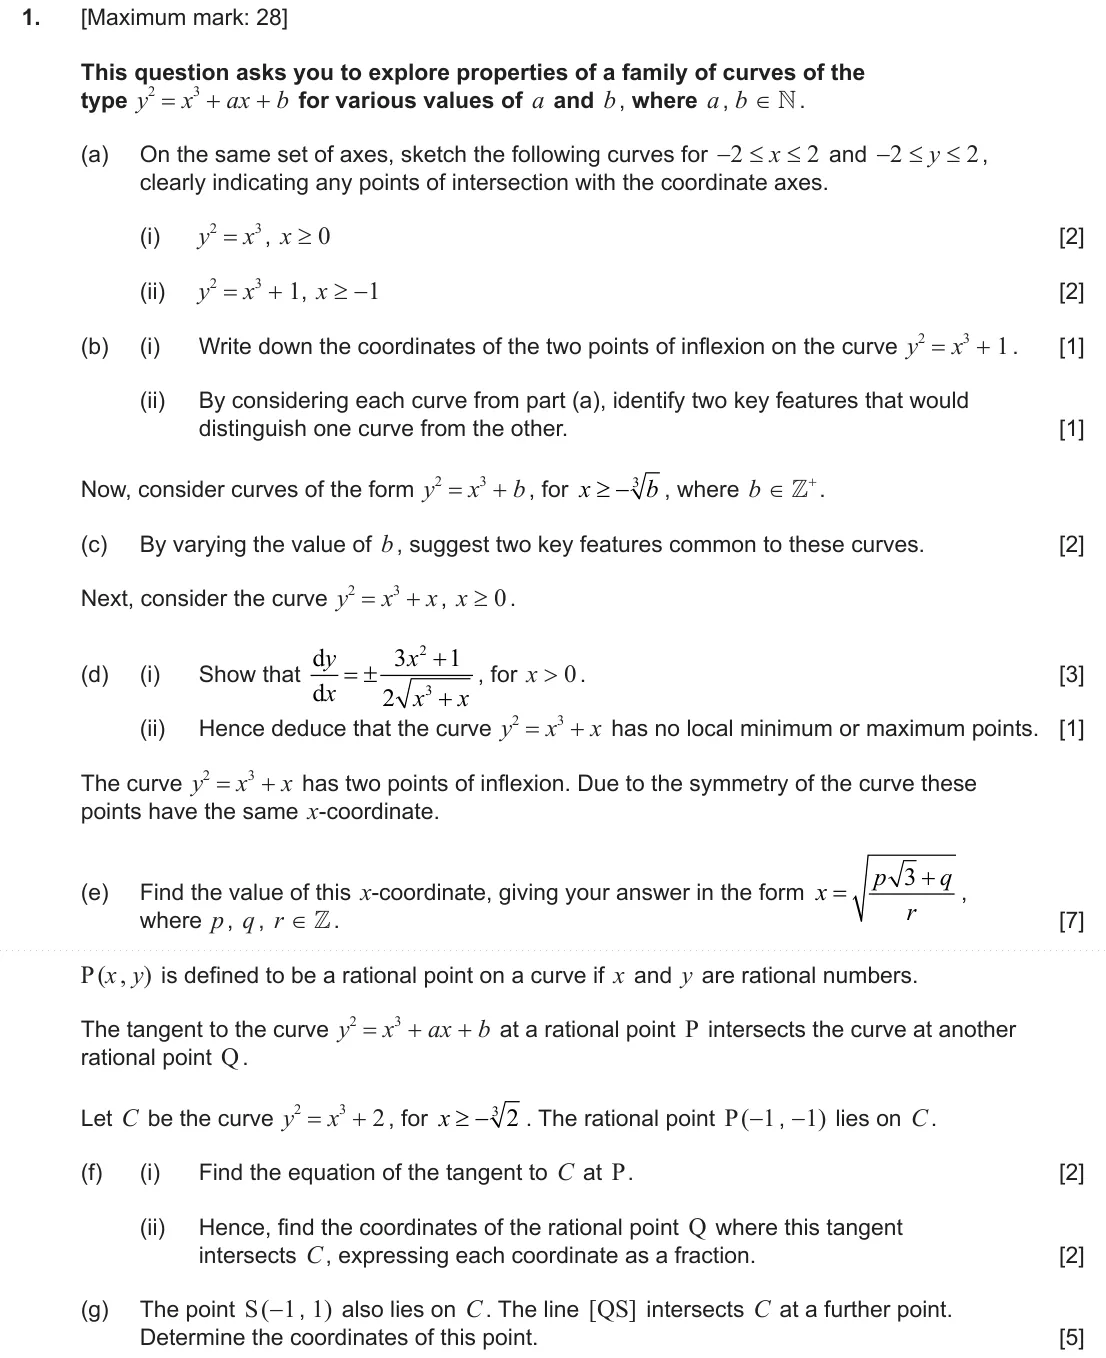 1. [Maximum mark: 28]
This question asks you to explore properties of a family of curves of the
type y² = x³ + ax + b for various values of a and b, where a, b ∈ ℕ.
(a) On the same set of axes, sketch the following curves for −2 ≤ x ≤ 2 and −2 ≤ y ≤ 2,
clearly indicating any points of intersection with the coordinate axes.
(i) y² = x³, x ≥ 0 [2]
(ii) y² = x³ + 1, x ≥ −1 [2]
(b) (i) Write down the coordinates of the two points of inflexion on the curve y² = x³ + 1. [1]
(ii) By considering each curve from part (a), identify two key features that would
distinguish one curve from the other. [1]
Now, consider curves of the form y² = x³ + b, for x ≥ −∛b, where b ∈ ℤ⁺.
(c) By varying the value of b, suggest two key features common to these curves. [2]
Next, consider the curve y² = x³ + x, x ≥ 0.
(d) (i) Show that dy/dx = ± (3x² + 1)/(2√(x³ + x)), for x > 0. [3]
(ii) Hence deduce that the curve y² = x³ + x has no local minimum or maximum points. [1]
The curve y² = x³ + x has two points of inflexion. Due to the symmetry of the curve these
points have the same x-coordinate.
(e) Find the value of this x-coordinate, giving your answer in the form x = √((p√3 + q)/r),
where p, q, r ∈ ℤ. [7]
P(x, y) is defined to be a rational point on a curve if x and y are rational numbers.
The tangent to the curve y² = x³ + ax + b at a rational point P intersects the curve at another
rational point Q.
Let C be the curve y² = x³ + 2, for x ≥ −∛2. The rational point P(−1, −1) lies on C.
(f) (i) Find the equation of the tangent to C at P. [2]
(ii) Hence, find the coordinates of the rational point Q where this tangent
intersects C, expressing each coordinate as a fraction. [2]
(g) The point S(−1, 1) also lies on C. The line [QS] intersects C at a further point.
Determine the coordinates of this point. [5]